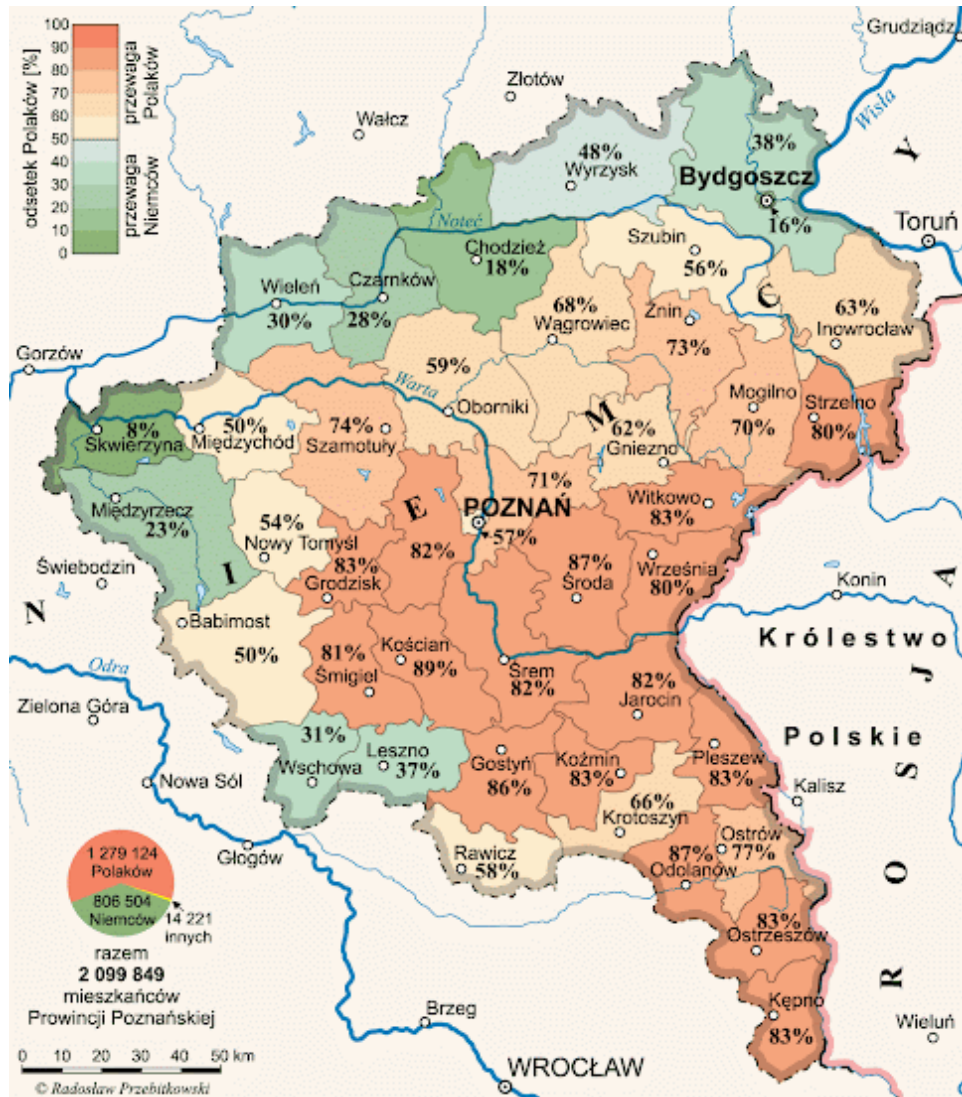 odsetek Polaków [%]
100
90
80
70
60
50
40
30
20
10
0
przewaga
Polaków
przewaga
Niemców
Grudziądz
Złotów
Wisła
Wałcz
48%
Wyrzysk
38%
Bydgoszcz
16%
Y
Toruń
Noteć
Chodzież
18%
Szubin
56%
C
Wieleń
30%
Czarnków
28%
68%
Wągrowiec
Żnin
73%
63%
Inowrocław
Gorzów
59%
Warta
Oborniki
M
Mogilno
70%
Strzelno
80%
8%
Skwierzyna
50%
Międzychód
74%
Szamotuły
62%
Gniezno
Międzyrzecz
23%
E
71%
POZNAŃ
57%
Witkowo
83%
54%
Nowy Tomyśl
82%
Świebodzin
I
83%
Grodzisk
87%
Środa
Września
80%
Konin
A
N
Babimost
50%
81%
Śmigiel
Kościan
89%
Śrem
82%
Królestwo
Polskie
Odra
Zielona Góra
82%
Jarocin
J
31%
Wschowa
Leszno
37%
Gostyń
86%
Koźmin
83%
Pleszew
83%
S
Nowa Sól
Kalisz
66%
Krotoszyn
Głogów
Rawicz
58%
87%
Odolanów
Ostrów
77%
O
1 279 124
Polaków
806 504
Niemców
14 221
innych
83%
Ostrzeszów
R
razem
2 099 849
mieszkańców
Prowincji Poznańskiej
Kępno
83%
Brzeg
Wieluń
0 10 20 30 40 50 km
WROCŁAW
© Radosław Przebitkowski